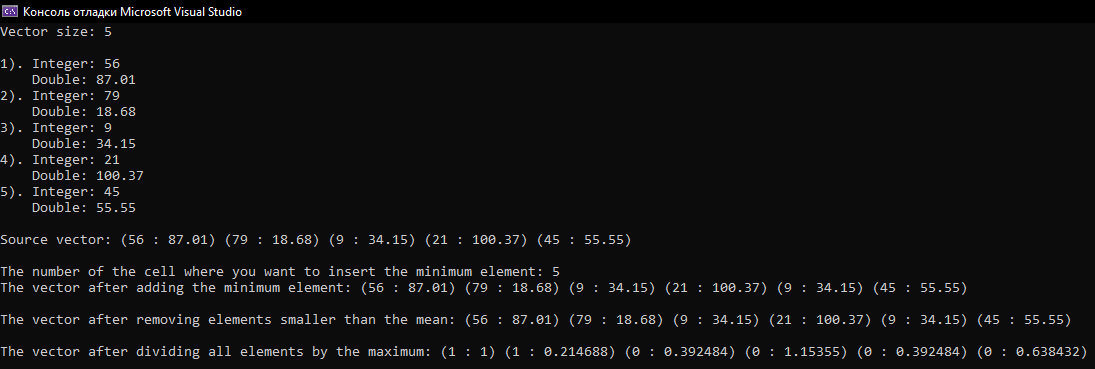 Консоль отладки Microsoft Visual Studio
Vector size: 5
1). Integer: 56
Double: 87.01
2). Integer: 79
Double: 18.68
3). Integer: 9
Double: 34.15
4). Integer: 21
Double: 100.37
5). Integer: 45
Double: 55.55
Source vector: (56 : 87.01) (79 : 18.68) (9 : 34.15) (21 : 100.37) (45 : 55.55)
The number of the cell where you want to insert the minimum element: 5
The vector after adding the minimum element: (56 : 87.01) (79 : 18.68) (9 : 34.15) (21 : 100.37) (9 : 34.15) (45 : 55.55)
The vector after removing elements smaller than the mean: (56 : 87.01) (79 : 18.68) (9 : 34.15) (21 : 100.37) (9 : 34.15) (45 : 55.55)
The vector after dividing all elements by the maximum: (1 : 1) (1 : 0.214688) (0 : 0.392484) (0 : 1.15355) (0 : 0.392484) (0 : 0.638432)